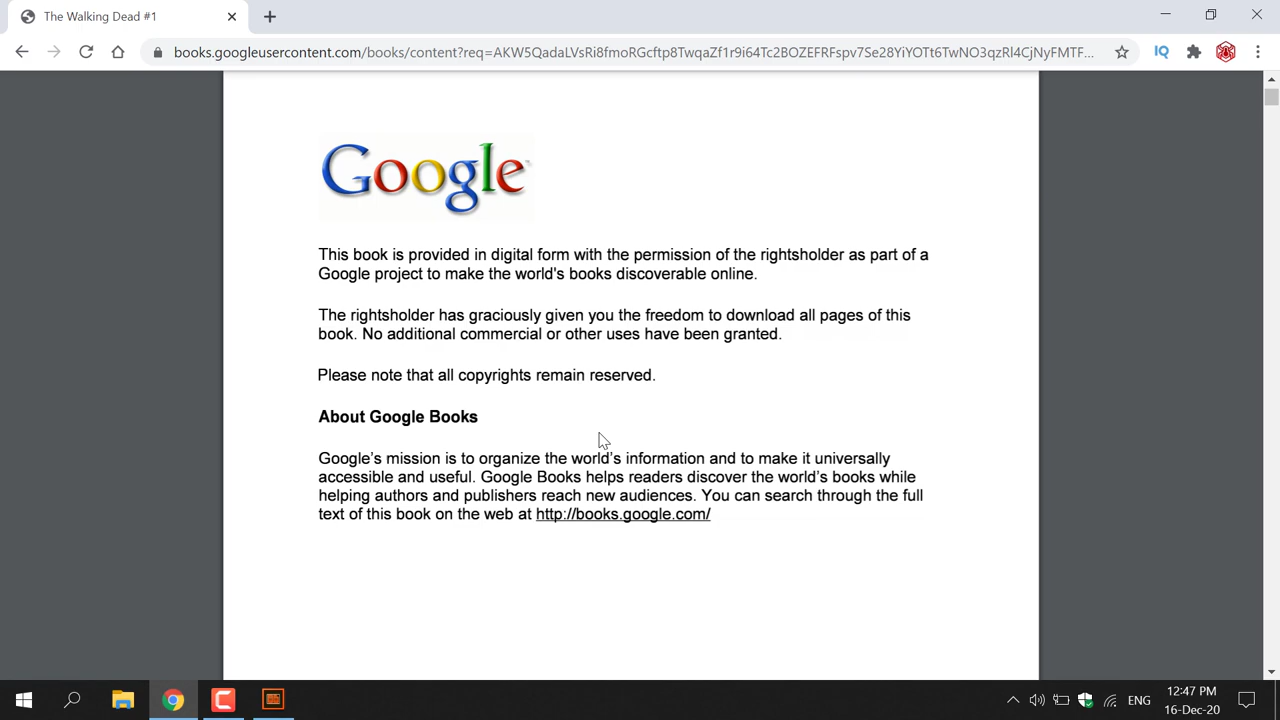 The Walking Dead #1
books.googleusercontent.com/books/content?req=AKW5QadaLVsRi8fmoRGcftp8TwqaZf1r9i64Tc2BOZEFRFspv7Se28YiYOTt6TwNO3qzRl4CjNyFMTF...
IQ
Google
This book is provided in digital form with the permission of the rightsholder as part of a
Google project to make the world's books discoverable online.
The rightsholder has graciously given you the freedom to download all pages of this
book. No additional commercial or other uses have been granted.
Please note that all copyrights remain reserved.
About Google Books
Google's mission is to organize the world's information and to make it universally
accessible and useful. Google Books helps readers discover the world's books while
helping authors and publishers reach new audiences. You can search through the full
text of this book on the web at http://books.google.com/
ENG
12:47 PM
16-Dec-20